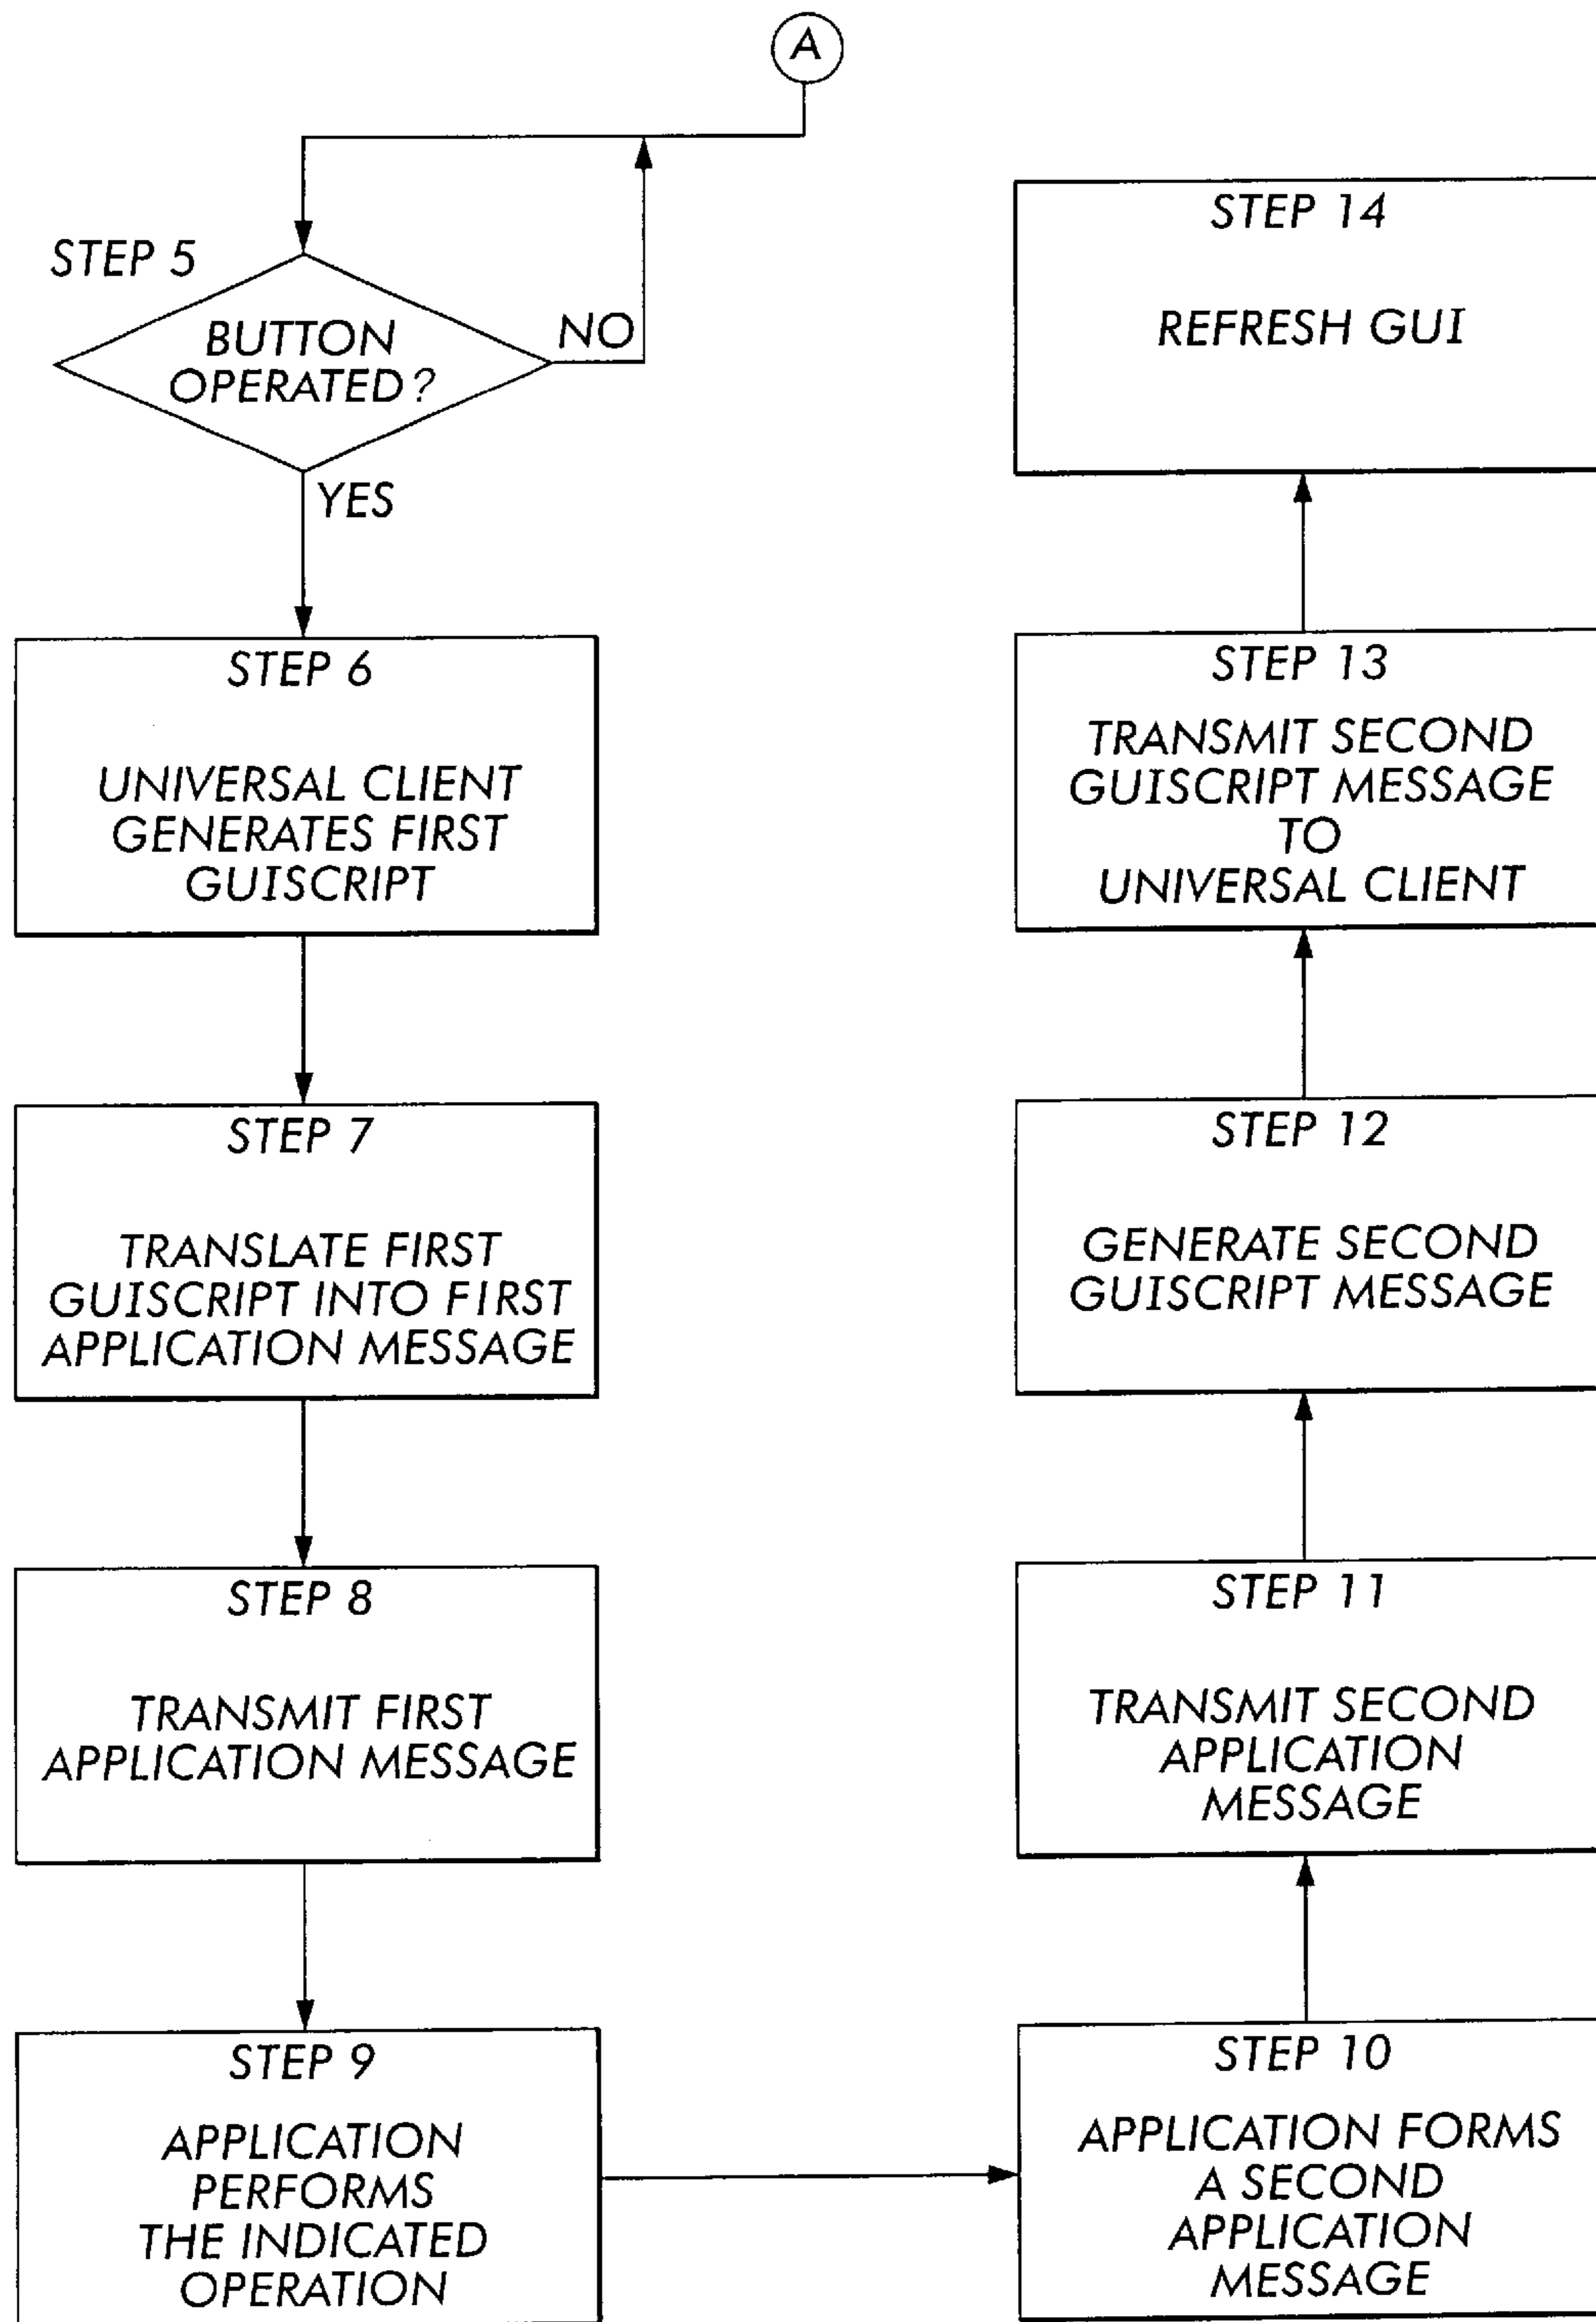 A
STEP 5
BUTTON
OPERATED?
NO
YES
STEP 6
UNIVERSAL CLIENT
GENERATES FIRST
GUISCRIPT
STEP 7
TRANSLATE FIRST
GUISCRIPT INTO FIRST
APPLICATION MESSAGE
STEP 8
TRANSMIT FIRST
APPLICATION MESSAGE
STEP 9
APPLICATION
PERFORMS
THE INDICATED
OPERATION
STEP 10
APPLICATION FORMS
A SECOND
APPLICATION
MESSAGE
STEP 11
TRANSMIT SECOND
APPLICATION
MESSAGE
STEP 12
GENERATE SECOND
GUISCRIPT MESSAGE
STEP 13
TRANSMIT SECOND
GUISCRIPT MESSAGE
TO
UNIVERSAL CLIENT
STEP 14
REFRESH GUI